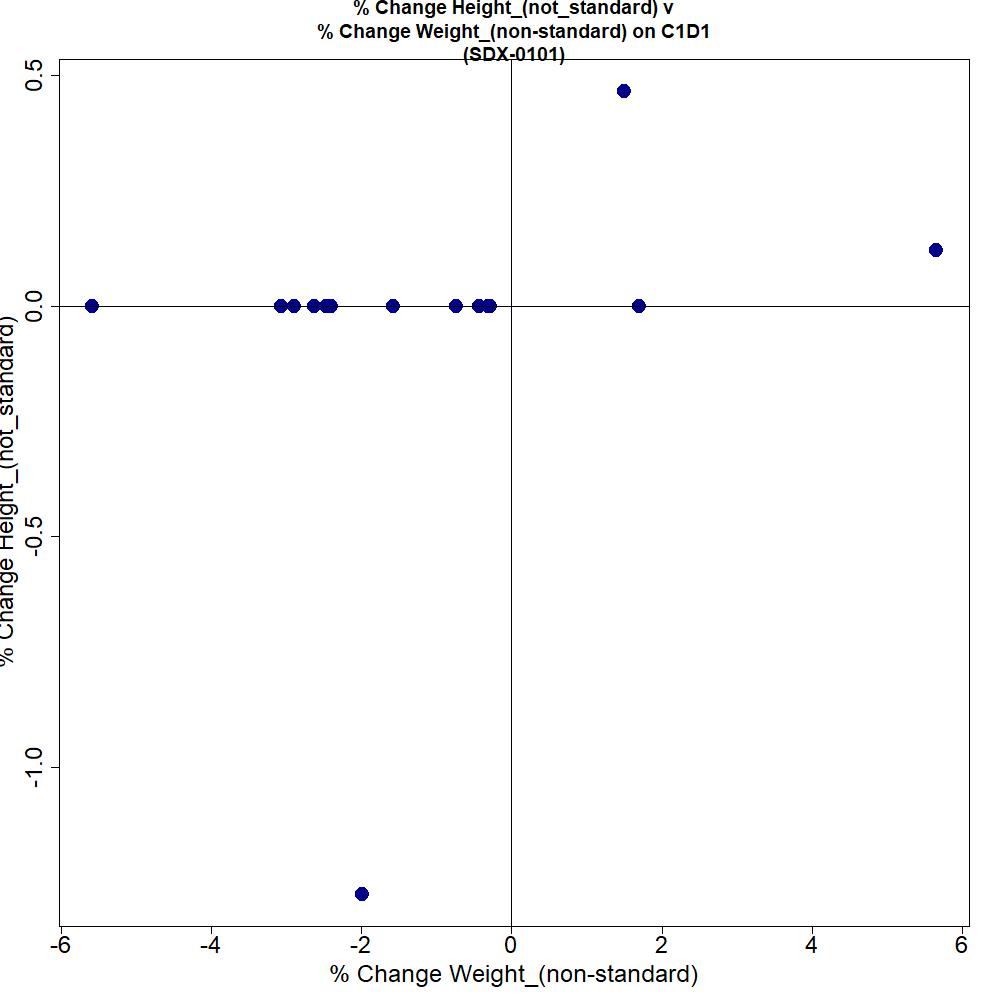 % Change Height_(not_standard) v
% Change Weight_(non-standard) on C1D1
(SDX-0101)
0.5
0.0
-0.5
-1.0
% Change Height_(not_standard)
-6
-4
-2
0
2
4
6
% Change Weight_(non-standard)